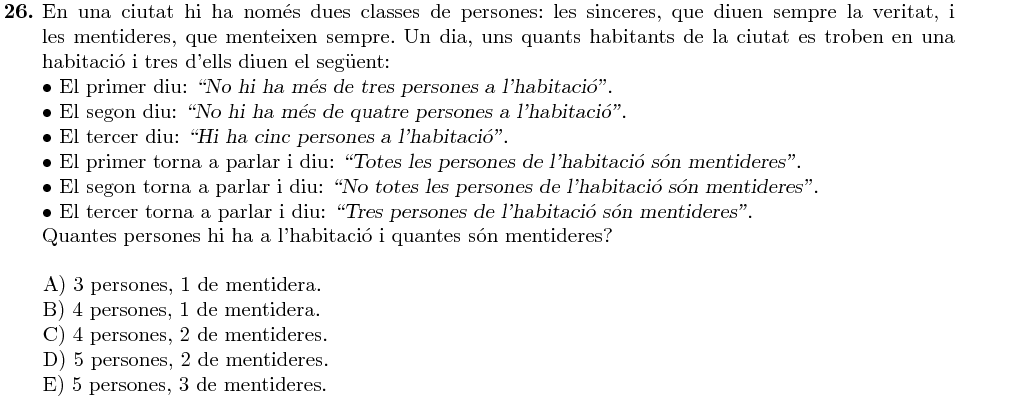 26. En una ciutat hi ha només dues classes de persones: les sinceres, que diuen sempre la veritat, i
les mentideres, que menteixen sempre. Un dia, uns quants habitants de la ciutat es troben en una
habitació i tres d'ells diuen el següent:
• El primer diu: “No hi ha més de tres persones a l'habitació”.
• El segon diu: “No hi ha més de quatre persones a l'habitació”.
• El tercer diu: “Hi ha cinc persones a l'habitació”.
• El primer torna a parlar i diu: “Totes les persones de l'habitació són mentideres”.
• El segon torna a parlar i diu: “No totes les persones de l'habitació són mentideres”.
• El tercer torna a parlar i diu: “Tres persones de l'habitació són mentideres”.
Quantes persones hi ha a l'habitació i quantes són mentideres?
A) 3 persones, 1 de mentidera.
B) 4 persones, 1 de mentidera.
C) 4 persones, 2 de mentideres.
D) 5 persones, 2 de mentideres.
E) 5 persones, 3 de mentideres.